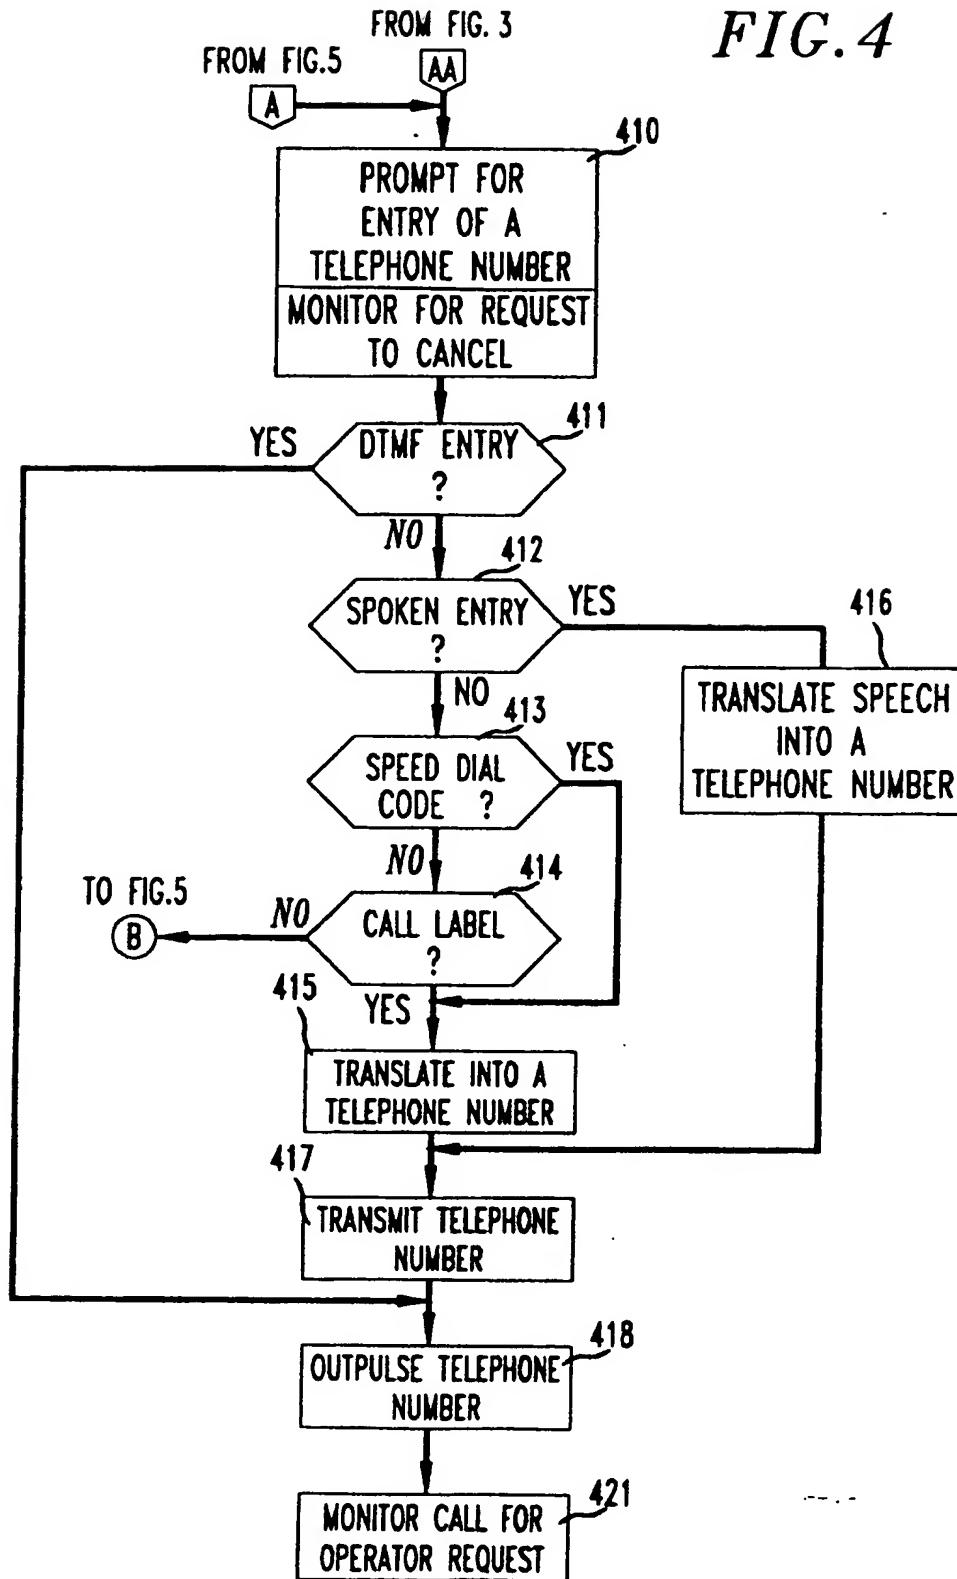 FROM FIG. 3
FIG. 4
FROM FIG.5
AA
A
410
PROMPT FOR
ENTRY OF A
TELEPHONE NUMBER
MONITOR FOR REQUEST
TO CANCEL
411
YES
DTMF ENTRY
?
NO
412
SPOKEN ENTRY
?
YES
416
NO
TRANSLATE SPEECH
INTO A
TELEPHONE NUMBER
413
SPEED DIAL
CODE ?
YES
NO
414
TO FIG.5
B
NO
CALL LABEL
?
415
YES
TRANSLATE INTO A
TELEPHONE NUMBER
417
TRANSMIT TELEPHONE
NUMBER
418
OUTPULSE TELEPHONE
NUMBER
421
MONITOR CALL FOR
OPERATOR REQUEST